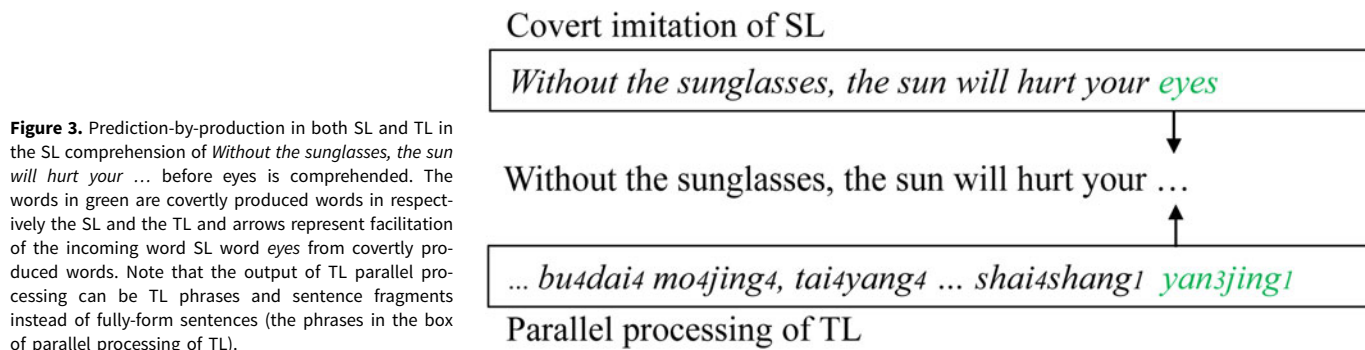 Covert imitation of SL
Without the sunglasses, the sun will hurt your eyes
Without the sunglasses, the sun will hurt your …
... bu4dai4 mo4jing4, tai4yang4 ... shai4shang1 yan3jing1
Parallel processing of TL
Figure 3. Prediction-by-production in both SL and TL in
the SL comprehension of Without the sunglasses, the sun
will hurt your … before eyes is comprehended. The
words in green are covertly produced words in respect-
ively the SL and the TL and arrows represent facilitation
of the incoming word SL word eyes from covertly pro-
duced words. Note that the output of TL parallel pro-
cessing can be TL phrases and sentence fragments
instead of fully-form sentences (the phrases in the box
of parallel processing of TL).